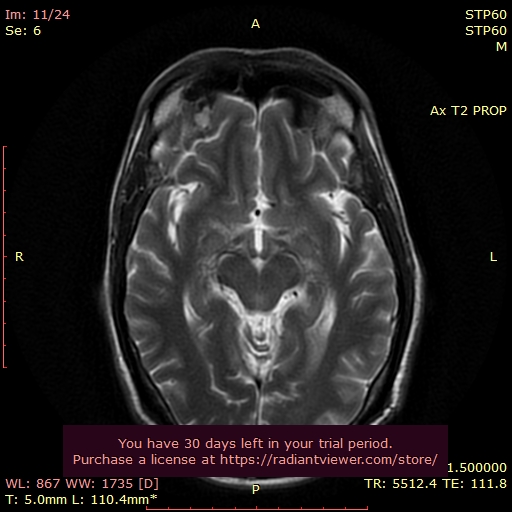 Im: 11/24
Se: 6
A
STP60
STP60
M
Ax T2 PROP
R
L
You have 30 days left in your trial period.
Purchase a license at https://radiantviewer.com/store/
1.500000
WL: 867 WW: 1735 [D]
TR: 5512.4 TE: 111.8
T: 5.0mm L: 110.4mm*
P